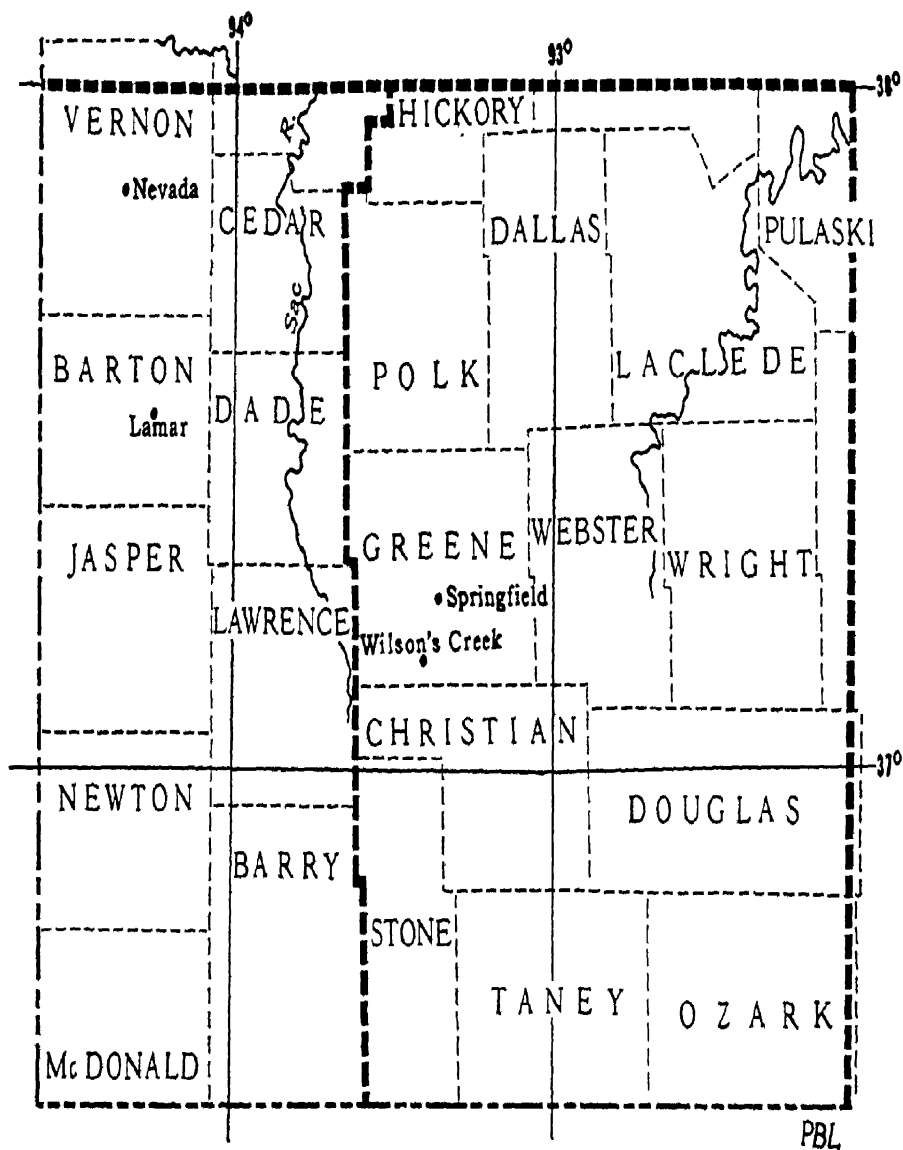 94°
93°
38°
VERNON
R.
HICKORY
Nevada
CEDAR
DALLAS
PULASKI
Sac
BARTON
POLK
LACLEDE
Lamar
DADE
JASPER
GREENE
WEBSTER
WRIGHT
Springfield
LAWRENCE
Wilson's Creek
CHRISTIAN
37°
NEWTON
DOUGLAS
BARRY
STONE
TANEY
OZARK
McDONALD
PBL